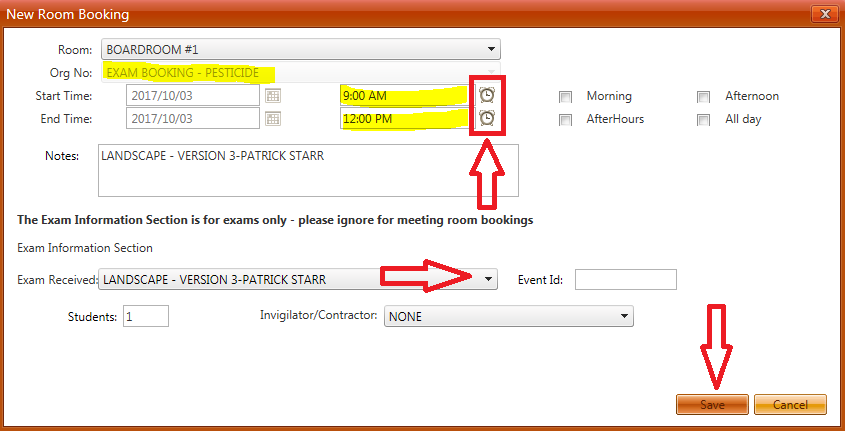 New Room Booking
Room: BOARDROOM #1
Org No: EXAM BOOKING - PESTICIDE
Start Time: 2017/10/03 9:00 AM Morning Afternoon
End Time: 2017/10/03 12:00 PM AfterHours All day
Notes: LANDSCAPE - VERSION 3-PATRICK STARR
The Exam Information Section is for exams only - please ignore for meeting room bookings
Exam Information Section
Exam Received: LANDSCAPE - VERSION 3-PATRICK STARR Event Id:
Students: 1 Invigilator/Contractor: NONE
Save Cancel